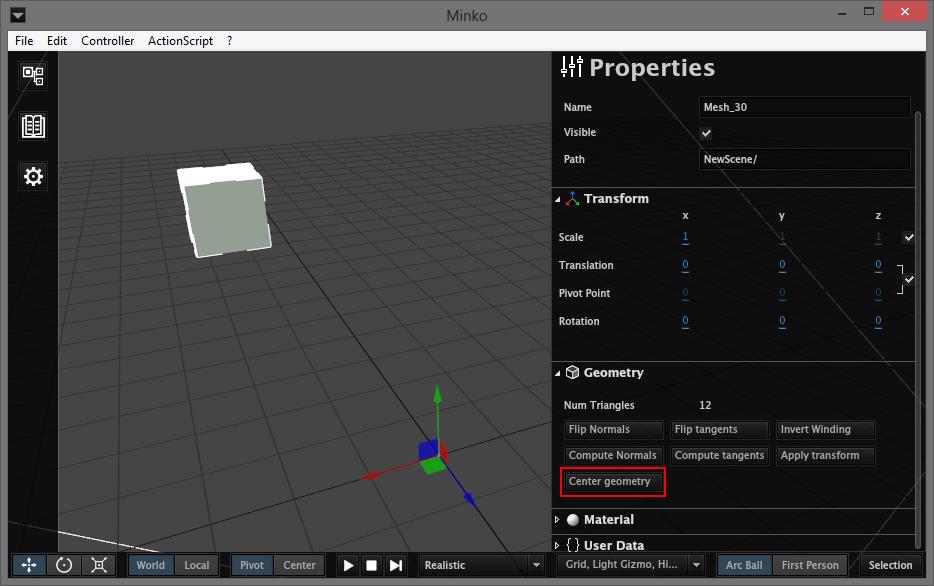 Minko
File Edit Controller ActionScript ?
Properties
Name Mesh_30
Visible
Path NewScene/
Transform
x y z
Scale 1 1 1
Translation 0 0 0
Pivot Point 0 0 0
Rotation 0 0 0
Geometry
Num Triangles 12
Flip Normals Flip tangents Invert Winding
Compute Normals Compute tangents Apply transform
Center geometry
Material
{} User Data
World Local Pivot Center Realistic Grid, Light Gizmo, Hi... Arc Ball First Person Selection